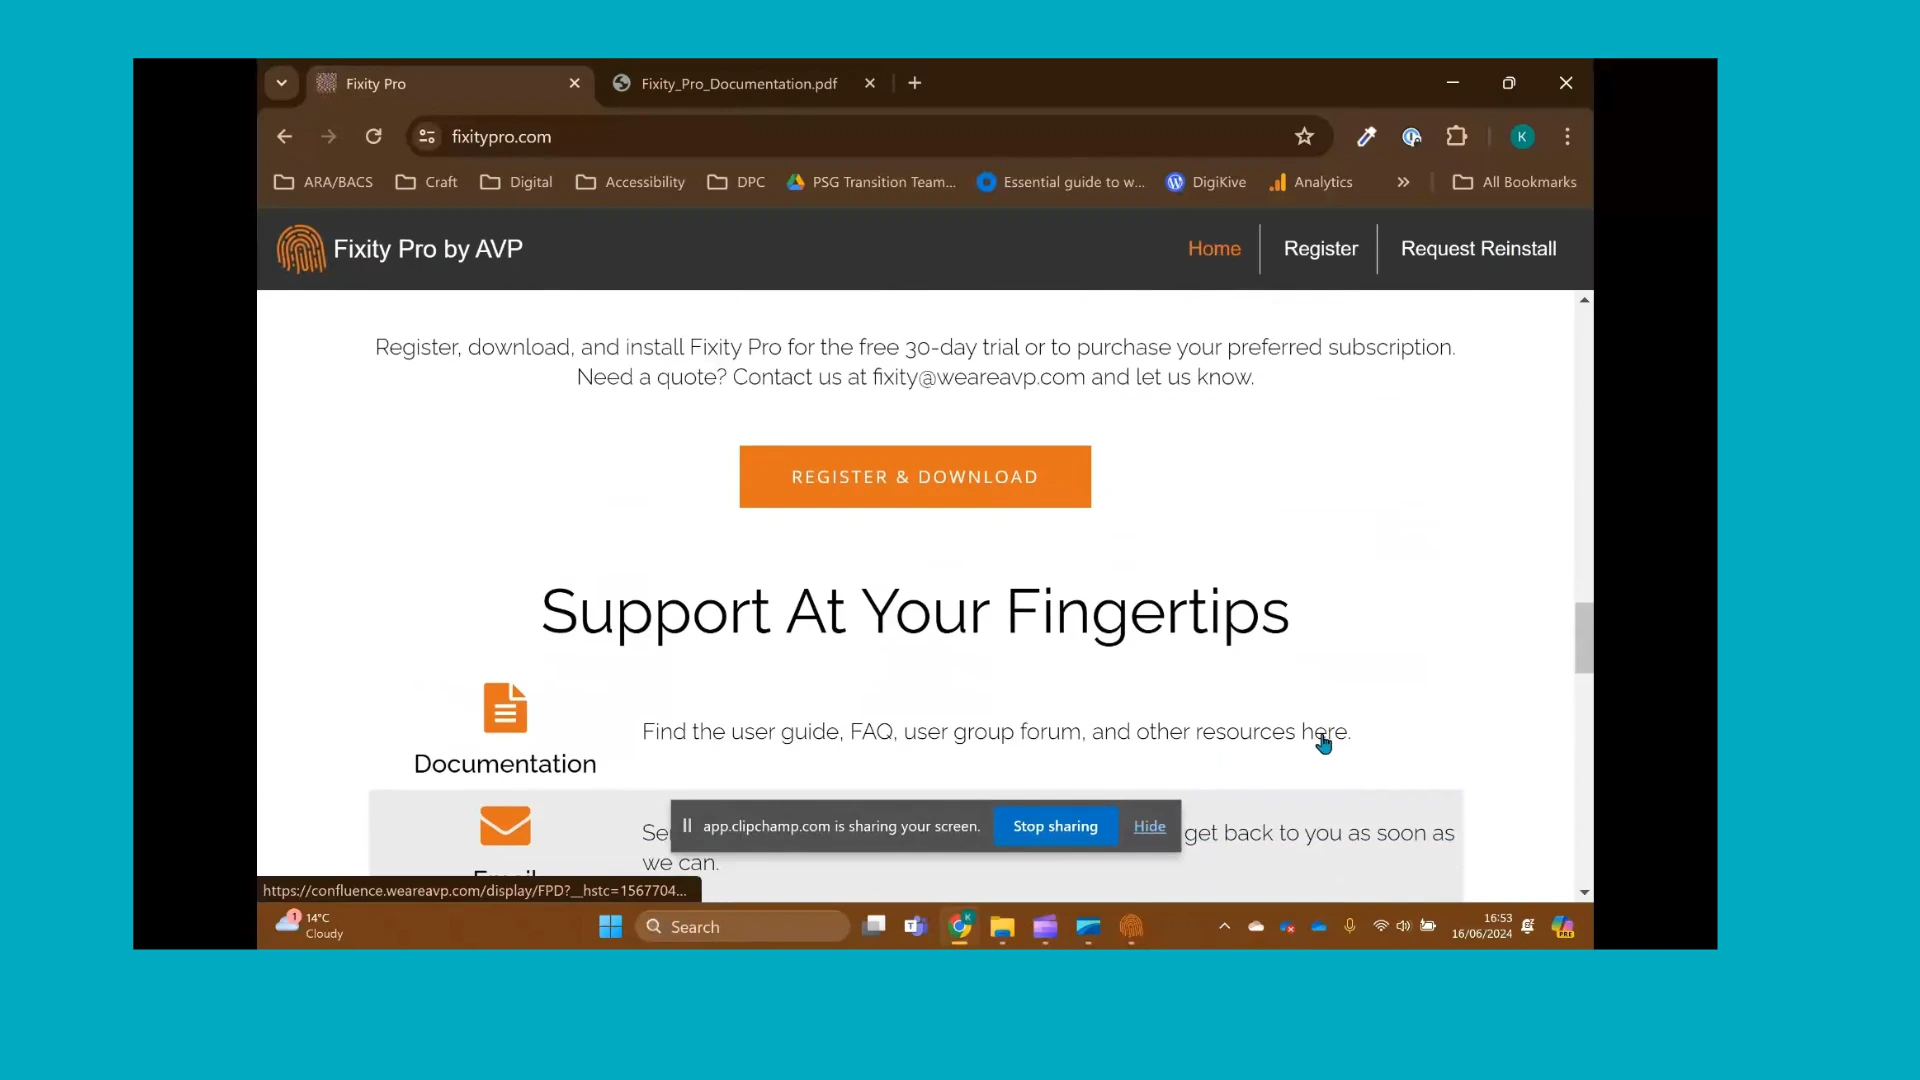 Fixity Pro
Fixity_Pro_Documentation.pdf
fixitypro.com
K
ARA/BACS
Craft
Digital
Accessibility
DPC
PSG Transition Team...
Essential guide to w...
DigiKive
Analytics
All Bookmarks
Fixity Pro by AVP
Home
Register
Request Reinstall
Register, download, and install Fixity Pro for the free 30-day trial or to purchase your preferred subscription.
Need a quote? Contact us at fixity@weareavp.com and let us know.
REGISTER & DOWNLOAD
Support At Your Fingertips
Find the user guide, FAQ, user group forum, and other resources here.
Documentation
app.clipchamp.com is sharing your screen.
Stop sharing
Hide
get back to you as soon as
we can.
https://confluence.weareavp.com/display/FPD?__hstc=1567704...
1
14°C
Cloudy
Search
K
16:53
16/06/2024
PRE